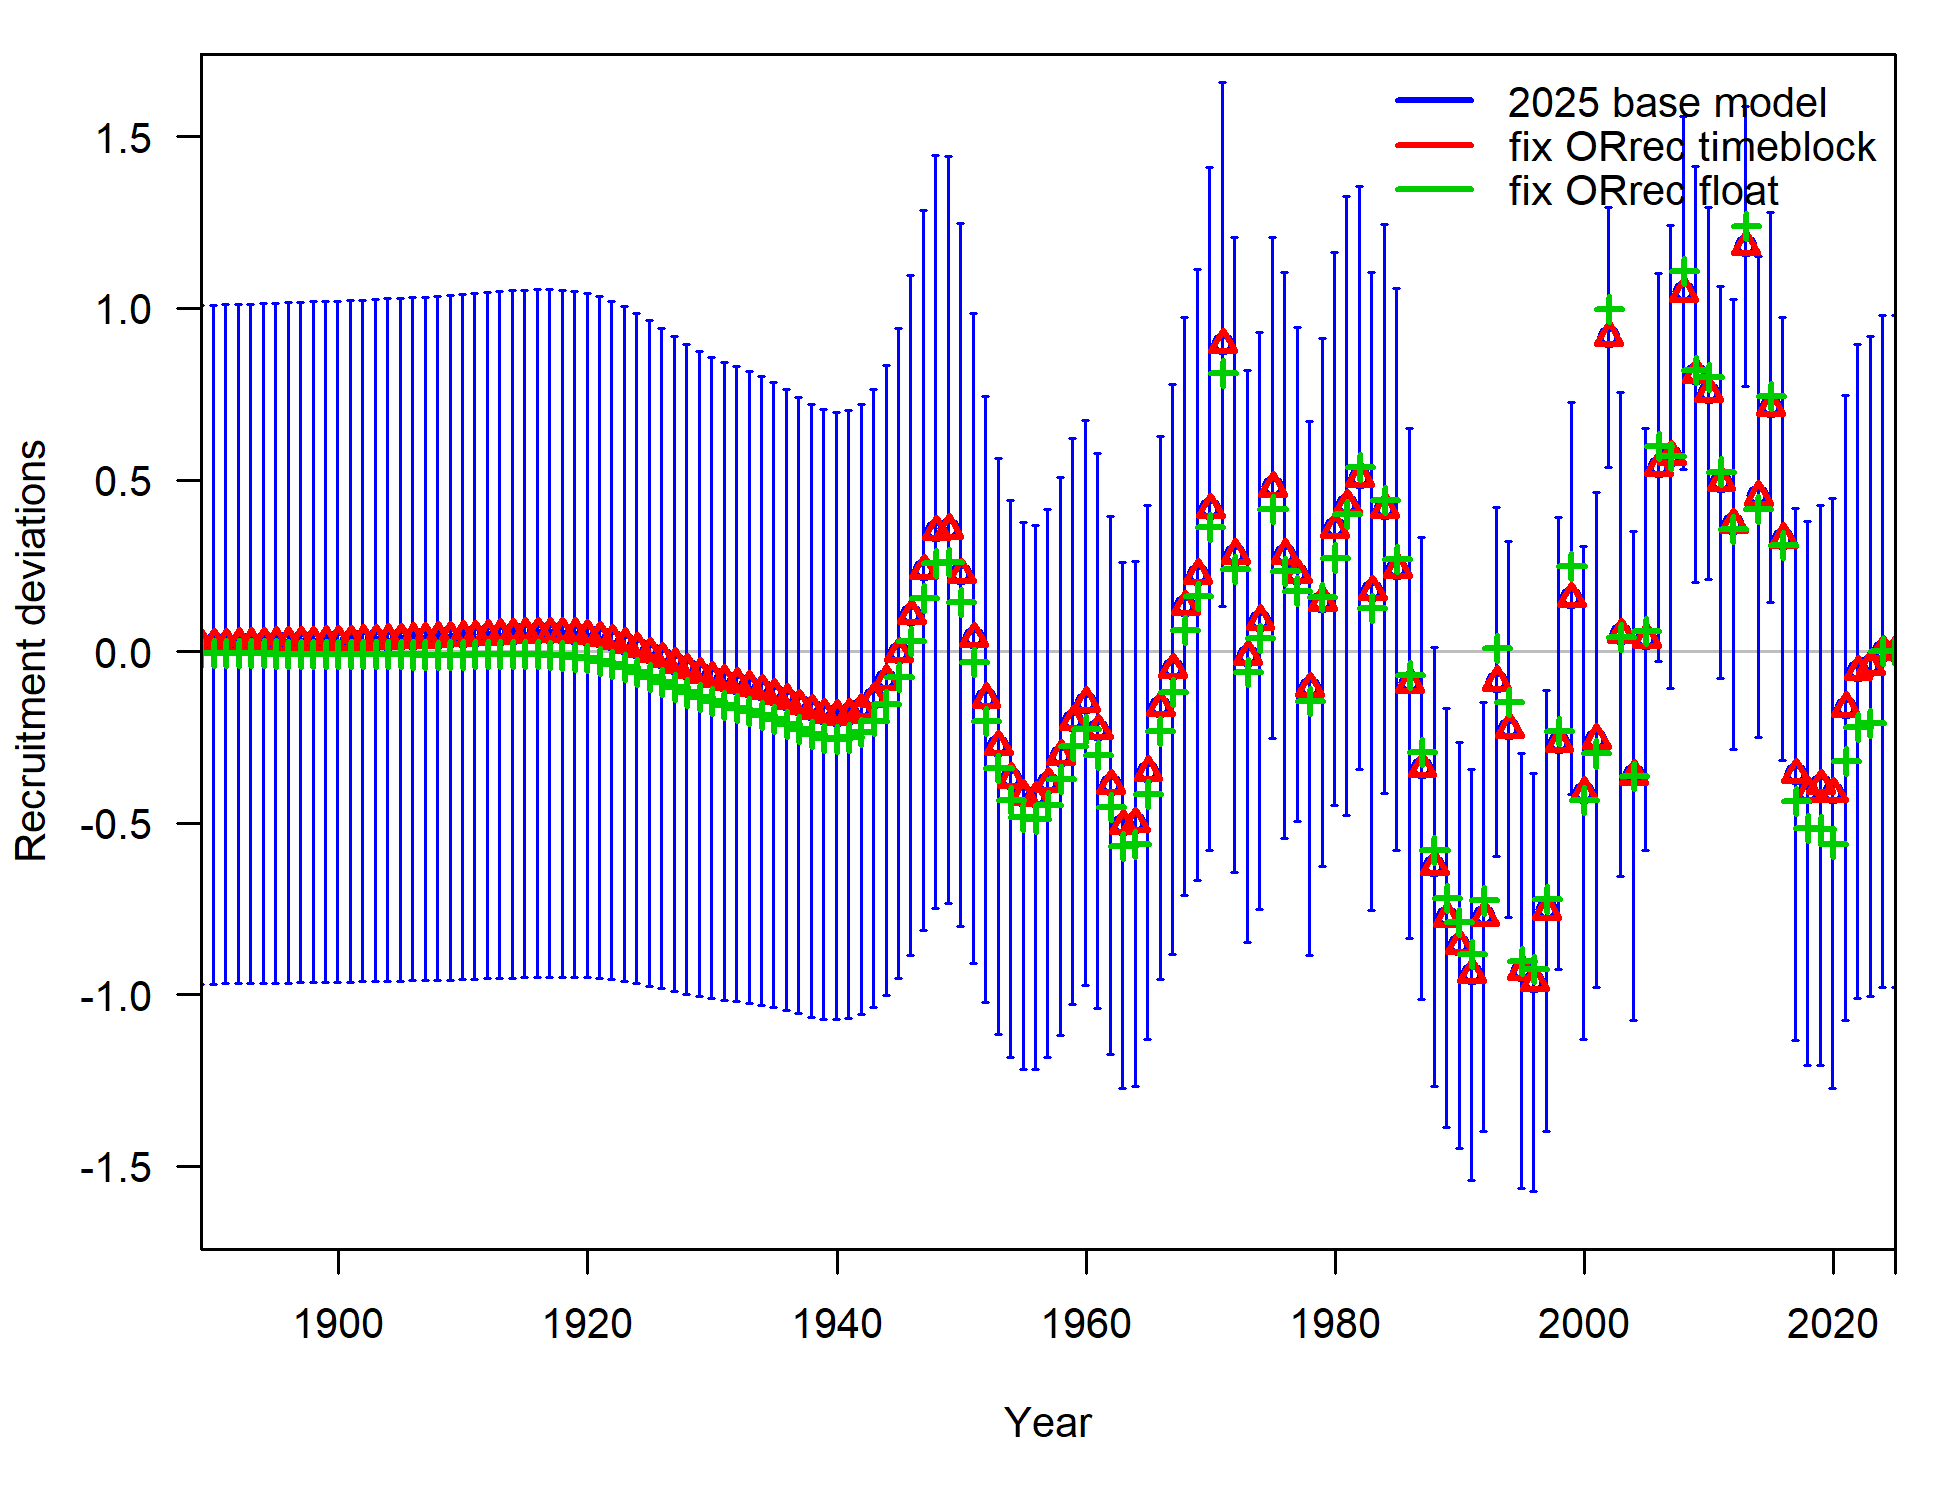 2025 base model
fix ORrec timeblock
fix ORrec float
Recruitment deviations
1.5
1.0
0.5
0.0
-0.5
-1.0
-1.5
1900 1920 1940 1960 1980 2000 2020
Year